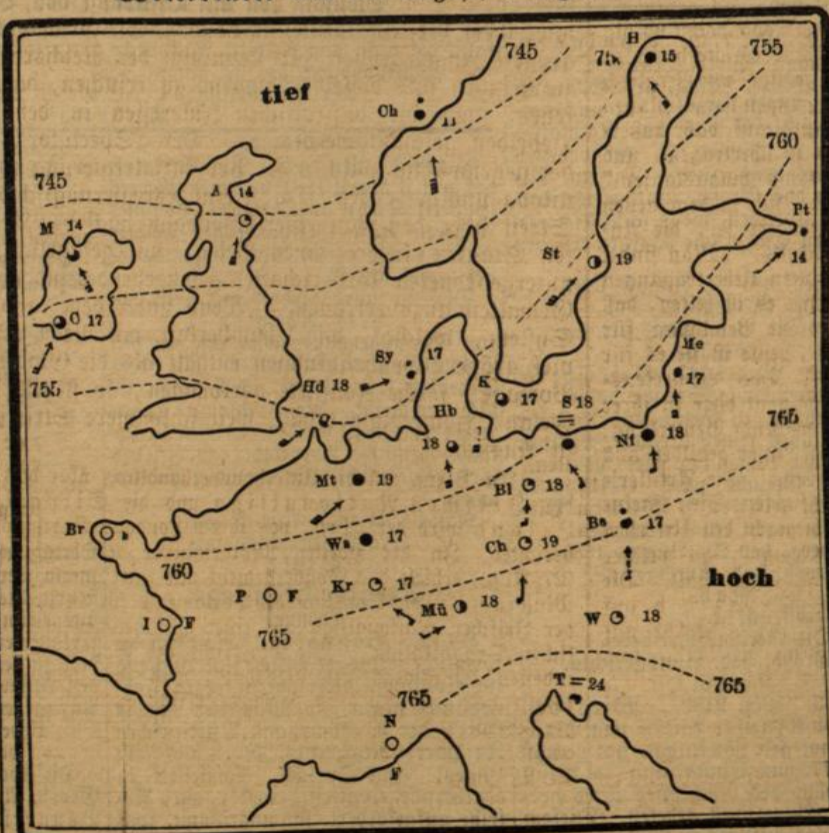 745
H
755
tief
15
Ch
11
760
Pt
745
A 14
M 14
14
St
19
C 17
Me
755
Sy
17
17
Hd 18
K
17
S 18
765
Hb
18
Nf
18
Mt
19
Bl
18
Br
Wa
17
Ch
19
Ba
17
760
Kr
17
hoch
P
F
Mü
18
W
18
I
F
765
765
T = 24
765
N
F